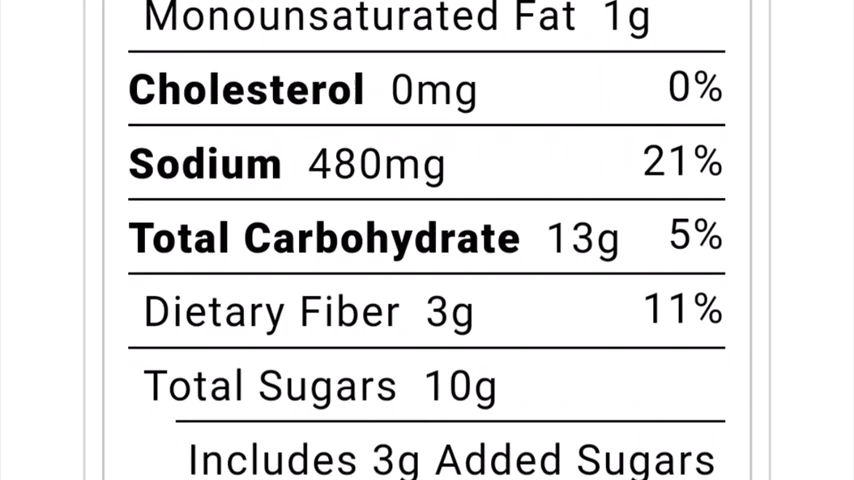 Monounsaturated Fat 1g
Cholesterol 0mg 0%
Sodium 480mg 21%
Total Carbohydrate 13g 5%
Dietary Fiber 3g 11%
Total Sugars 10g
Includes 3g Added Sugars